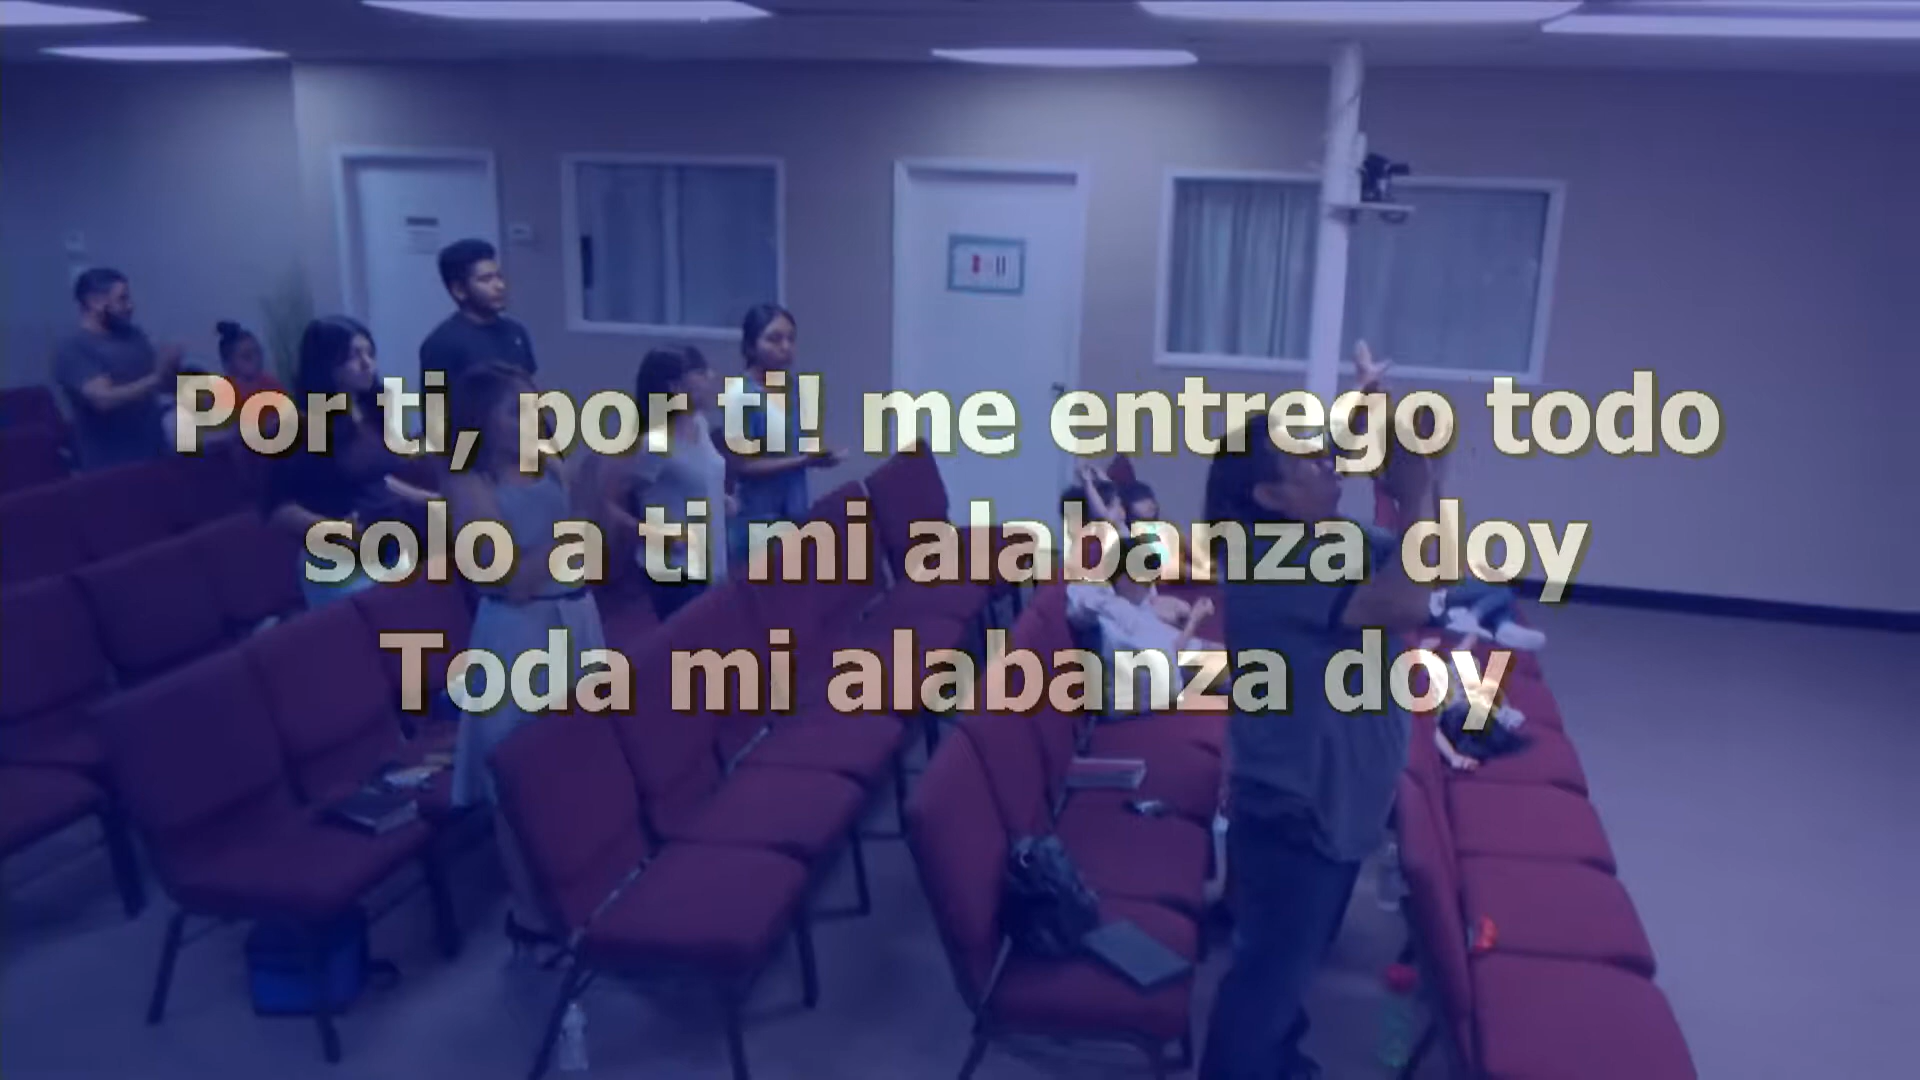 Por ti, por ti! me entrego todo
solo a ti mi alabanza doy
Toda mi alabanza doy